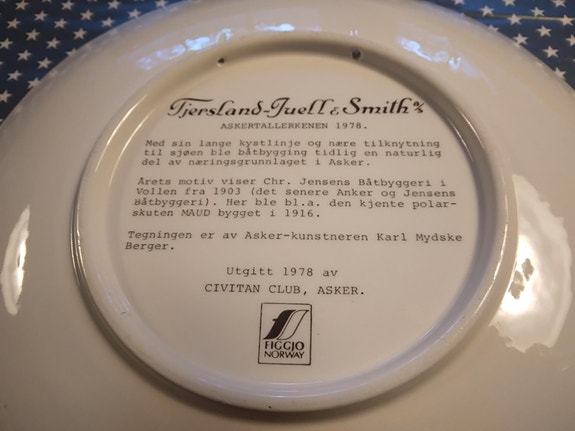 Tjersland-Juell & Smith a/s
ASKERTALLERKENEN 1978.
Med sin lange kystlinje og nære tilknytning
til sjøen ble båtbygging tidlig en naturlig
del av næringsgrunnlaget i Asker.
Årets motiv viser Chr. Jensens Båtbyggeri i
Vollen fra 1903 (det senere Anker og Jensens
Båtbyggeri). Her ble bl.a. den kjente polar-
skuten MAUD bygget i 1916.
Tegningen er av Asker-kunstneren Karl Mydske
Berger.
Utgitt 1978 av
CIVITAN CLUB, ASKER.
FIGGJO
NORWAY